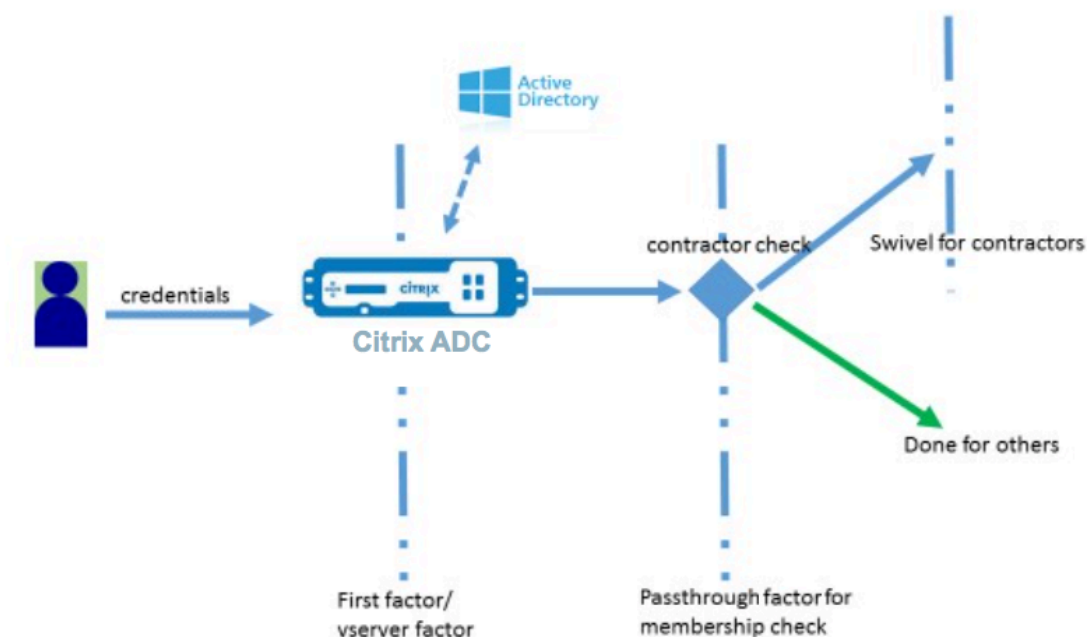 Active
Directory
contractor check
Swivel for contractors
credentials
citrix
Citrix ADC
Done for others
First factor/
vserver factor
Passthrough factor for
membership check